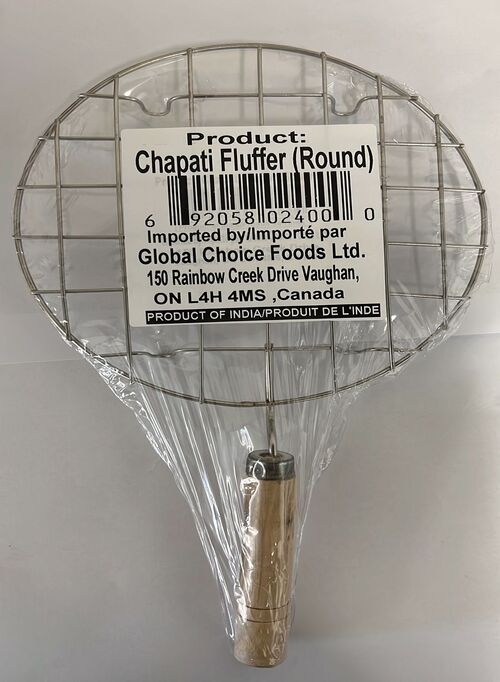 Product:
Chapati Fluffer (Round)
6 92058 02400 0
Imported by/Importé par
Global Choice Foods Ltd.
150 Rainbow Creek Drive Vaughan,
ON L4H 4MS ,Canada
PRODUCT OF INDIA/PRODUIT DE L'INDE